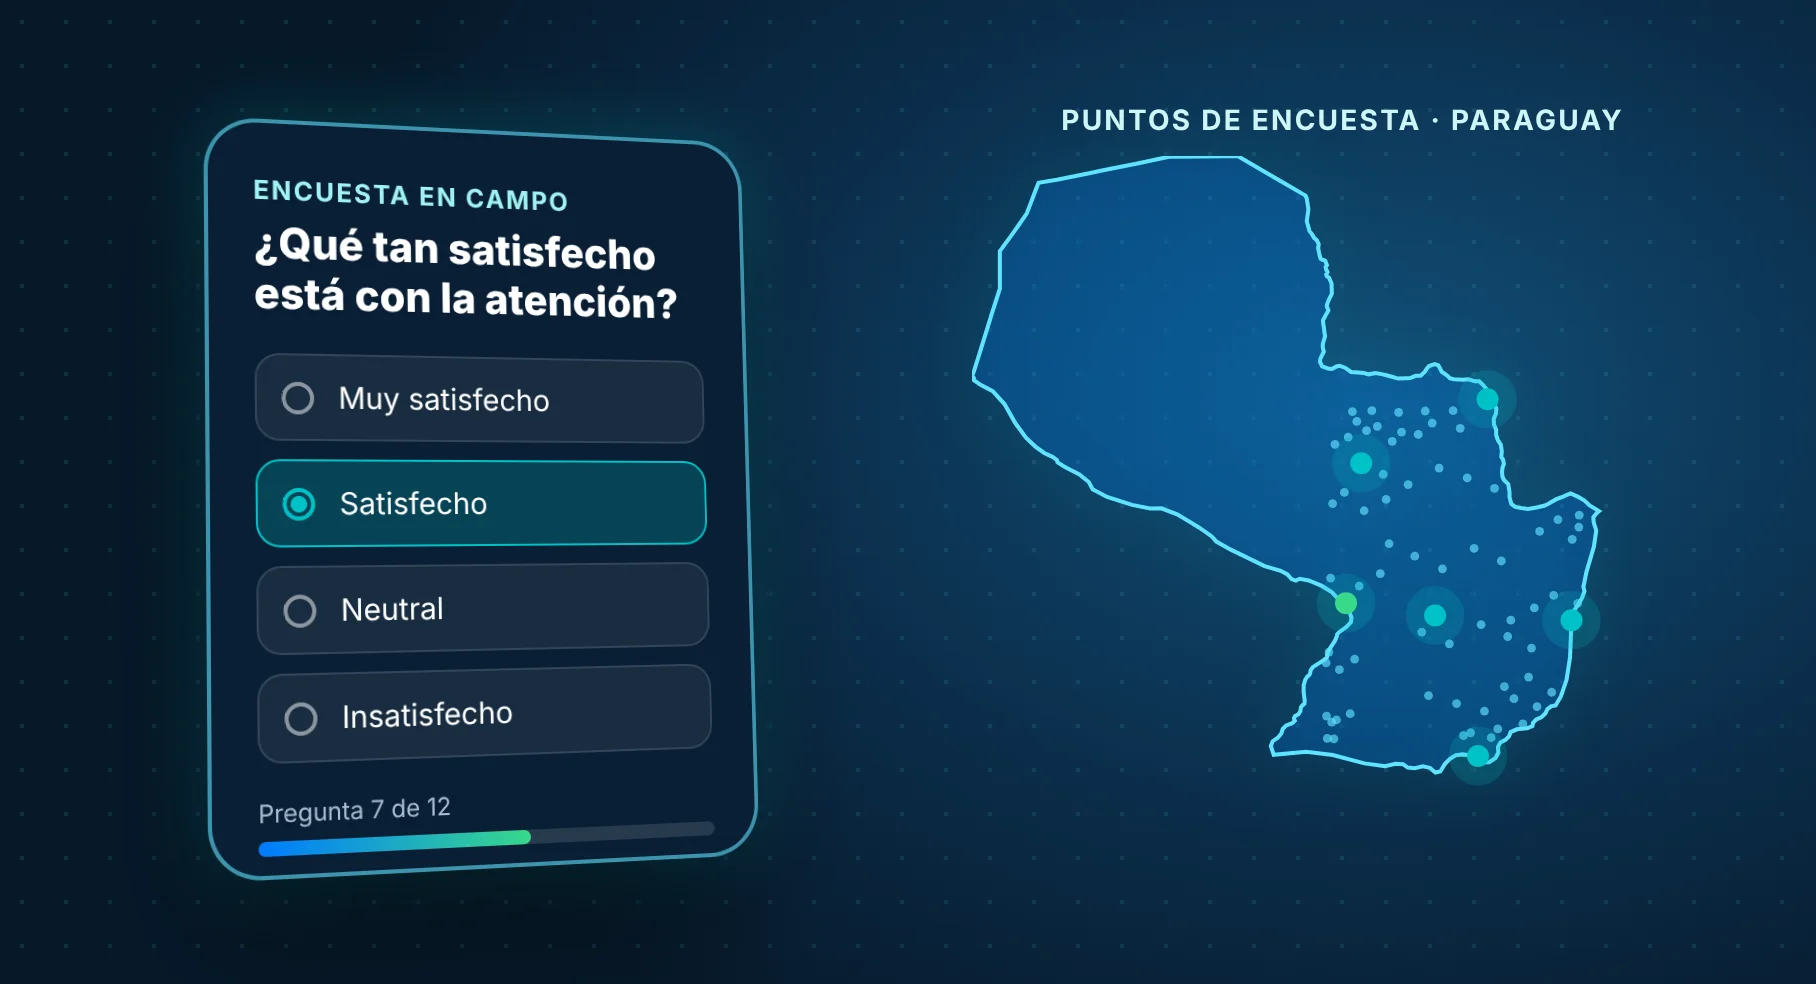 ENCUESTA EN CAMPO
¿Qué tan satisfecho
está con la atención?
Muy satisfecho
Satisfecho
Neutral
Insatisfecho
Pregunta 7 de 12
PUNTOS DE ENCUESTA · PARAGUAY